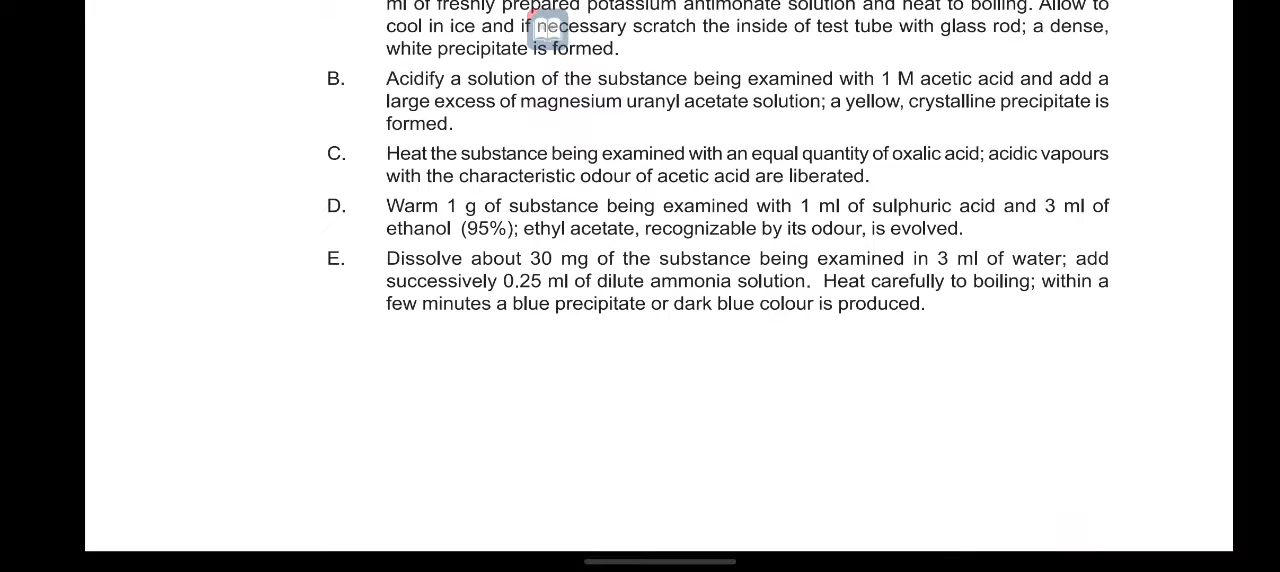 ml of freshly prepared potassium antimonate solution and heat to boiling. Allow to
cool in ice and if necessary scratch the inside of test tube with glass rod; a dense,
white precipitate is formed.
B. Acidify a solution of the substance being examined with 1 M acetic acid and add a
large excess of magnesium uranyl acetate solution; a yellow, crystalline precipitate is
formed.
C. Heat the substance being examined with an equal quantity of oxalic acid; acidic vapours
with the characteristic odour of acetic acid are liberated.
D. Warm 1 g of substance being examined with 1 ml of sulphuric acid and 3 ml of
ethanol (95%); ethyl acetate, recognizable by its odour, is evolved.
E. Dissolve about 30 mg of the substance being examined in 3 ml of water; add
successively 0.25 ml of dilute ammonia solution. Heat carefully to boiling; within a
few minutes a blue precipitate or dark blue colour is produced.